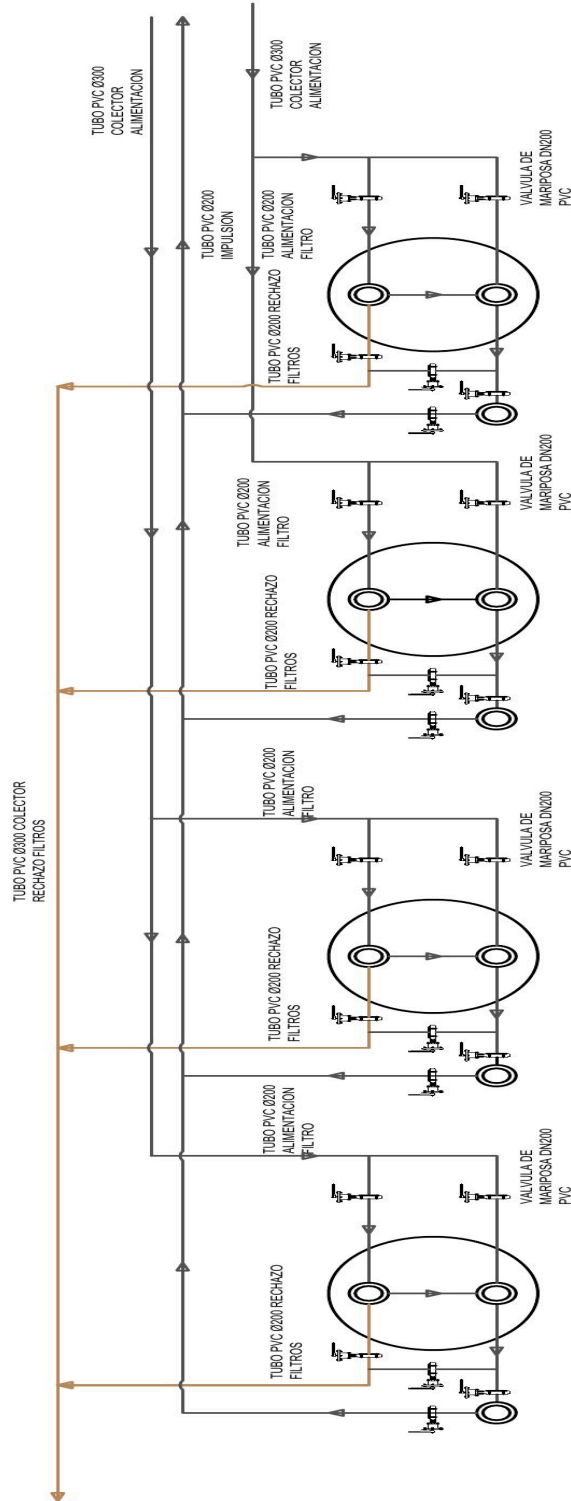 TUBO PVC Ø300
COLECTOR
ALIMENTACION
TUBO PVC Ø200
IMPULSION
TUBO PVC Ø300
COLECTOR
ALIMENTACION
TUBO PVC Ø200
ALIMENTACION
FILTRO
TUBO PVC Ø200 RECHAZO
FILTROS
VALVULA DE
MARIPOSA DN200
PVC
TUBO PVC Ø200
ALIMENTACION
FILTRO
TUBO PVC Ø200 RECHAZO
FILTROS
VALVULA DE
MARIPOSA DN200
PVC
TUBO PVC Ø300 COLECTOR
RECHAZO FILTROS
TUBO PVC Ø200
ALIMENTACION
FILTRO
TUBO PVC Ø200 RECHAZO
FILTROS
VALVULA DE
MARIPOSA DN200
PVC
TUBO PVC Ø200
ALIMENTACION
FILTRO
TUBO PVC Ø200 RECHAZO
FILTROS
VALVULA DE
MARIPOSA DN200
PVC